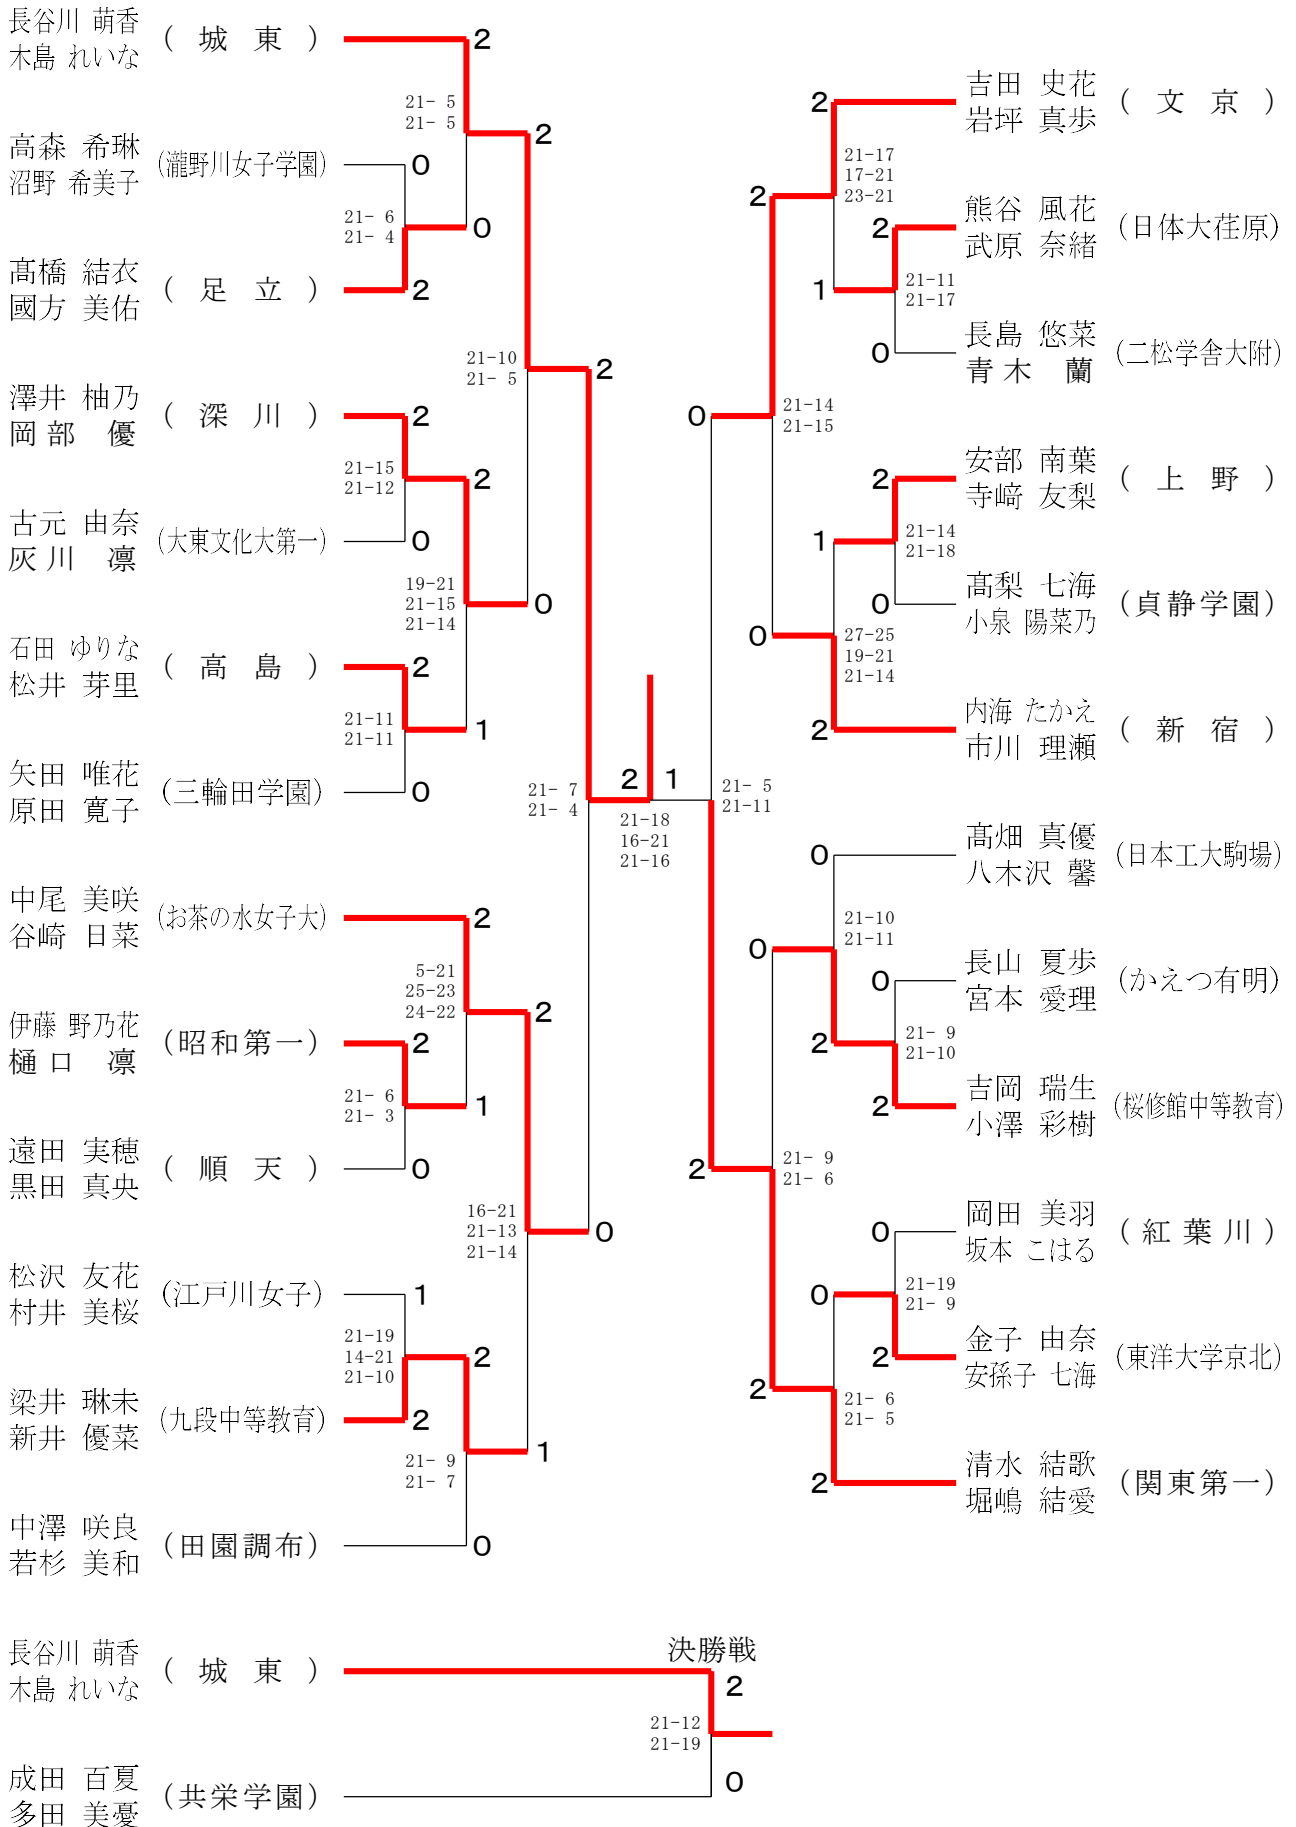 長谷川 萌香
木島 れいな
( 城 東 )
2
21- 5
21- 5
2
高森 希琳
沼野 希美子
(瀧野川女子学園)
0
21- 6
21- 4
0
髙橋 結衣
國方 美佑
( 足 立 )
2
21-10
21- 5
2
澤井 柚乃
岡部 優
( 深 川 )
2
21-15
21-12
2
古元 由奈
灰川 凛
(大東文化大第一)
0
19-21
21-15
21-14
0
石田 ゆりな
松井 芽里
( 高 島 )
2
21-11
21-11
1
矢田 唯花
原田 寛子
(三輪田学園)
0
21- 7
21- 4
2
1
21-18
16-21
21-16
中尾 美咲
谷崎 日菜
(お茶の水女子大)
2
5-21
25-23
24-22
2
伊藤 野乃花
樋口 凛
(昭和第一)
2
21- 6
21- 3
1
遠田 実穂
黒田 真央
( 順 天 )
0
16-21
21-13
21-14
0
松沢 友花
村井 美桜
(江戸川女子)
1
21-19
14-21
21-10
2
梁井 琳未
新井 優菜
(九段中等教育)
2
21- 9
21- 7
1
中澤 咲良
若杉 美和
(田園調布)
0
2
吉田 史花
岩坪 真歩
( 文 京 )
21-17
17-21
23-21
2
2
熊谷 風花
武原 奈緒
(日体大荏原)
1
21-11
21-17
0
長島 悠菜
青木 蘭
(二松学舎大附)
0
21-14
21-15
2
安部 南葉
寺﨑 友梨
( 上 野 )
1
21-14
21-18
0
髙梨 七海
小泉 陽菜乃
(貞静学園)
0
27-25
19-21
21-14
2
内海 たかえ
市川 理瀬
( 新 宿 )
21- 5
21-11
0
髙畑 真優
八木沢 馨
(日本工大駒場)
21-10
21-11
0
0
長山 夏歩
宮本 愛理
(かえつ有明)
2
21- 9
21-10
2
吉岡 瑞生
小澤 彩樹
(桜修館中等教育)
2
21- 9
21- 6
0
岡田 美羽
坂本 こはる
(紅葉川)
0
21-19
21- 9
2
金子 由奈
安孫子 七海
(東洋大学京北)
2
21- 6
21- 5
2
清水 結歌
堀嶋 結愛
(関東第一)
長谷川 萌香
木島 れいな
( 城 東 )
決勝戦
2
21-12
21-19
0
成田 百夏
多田 美憂
(共栄学園)